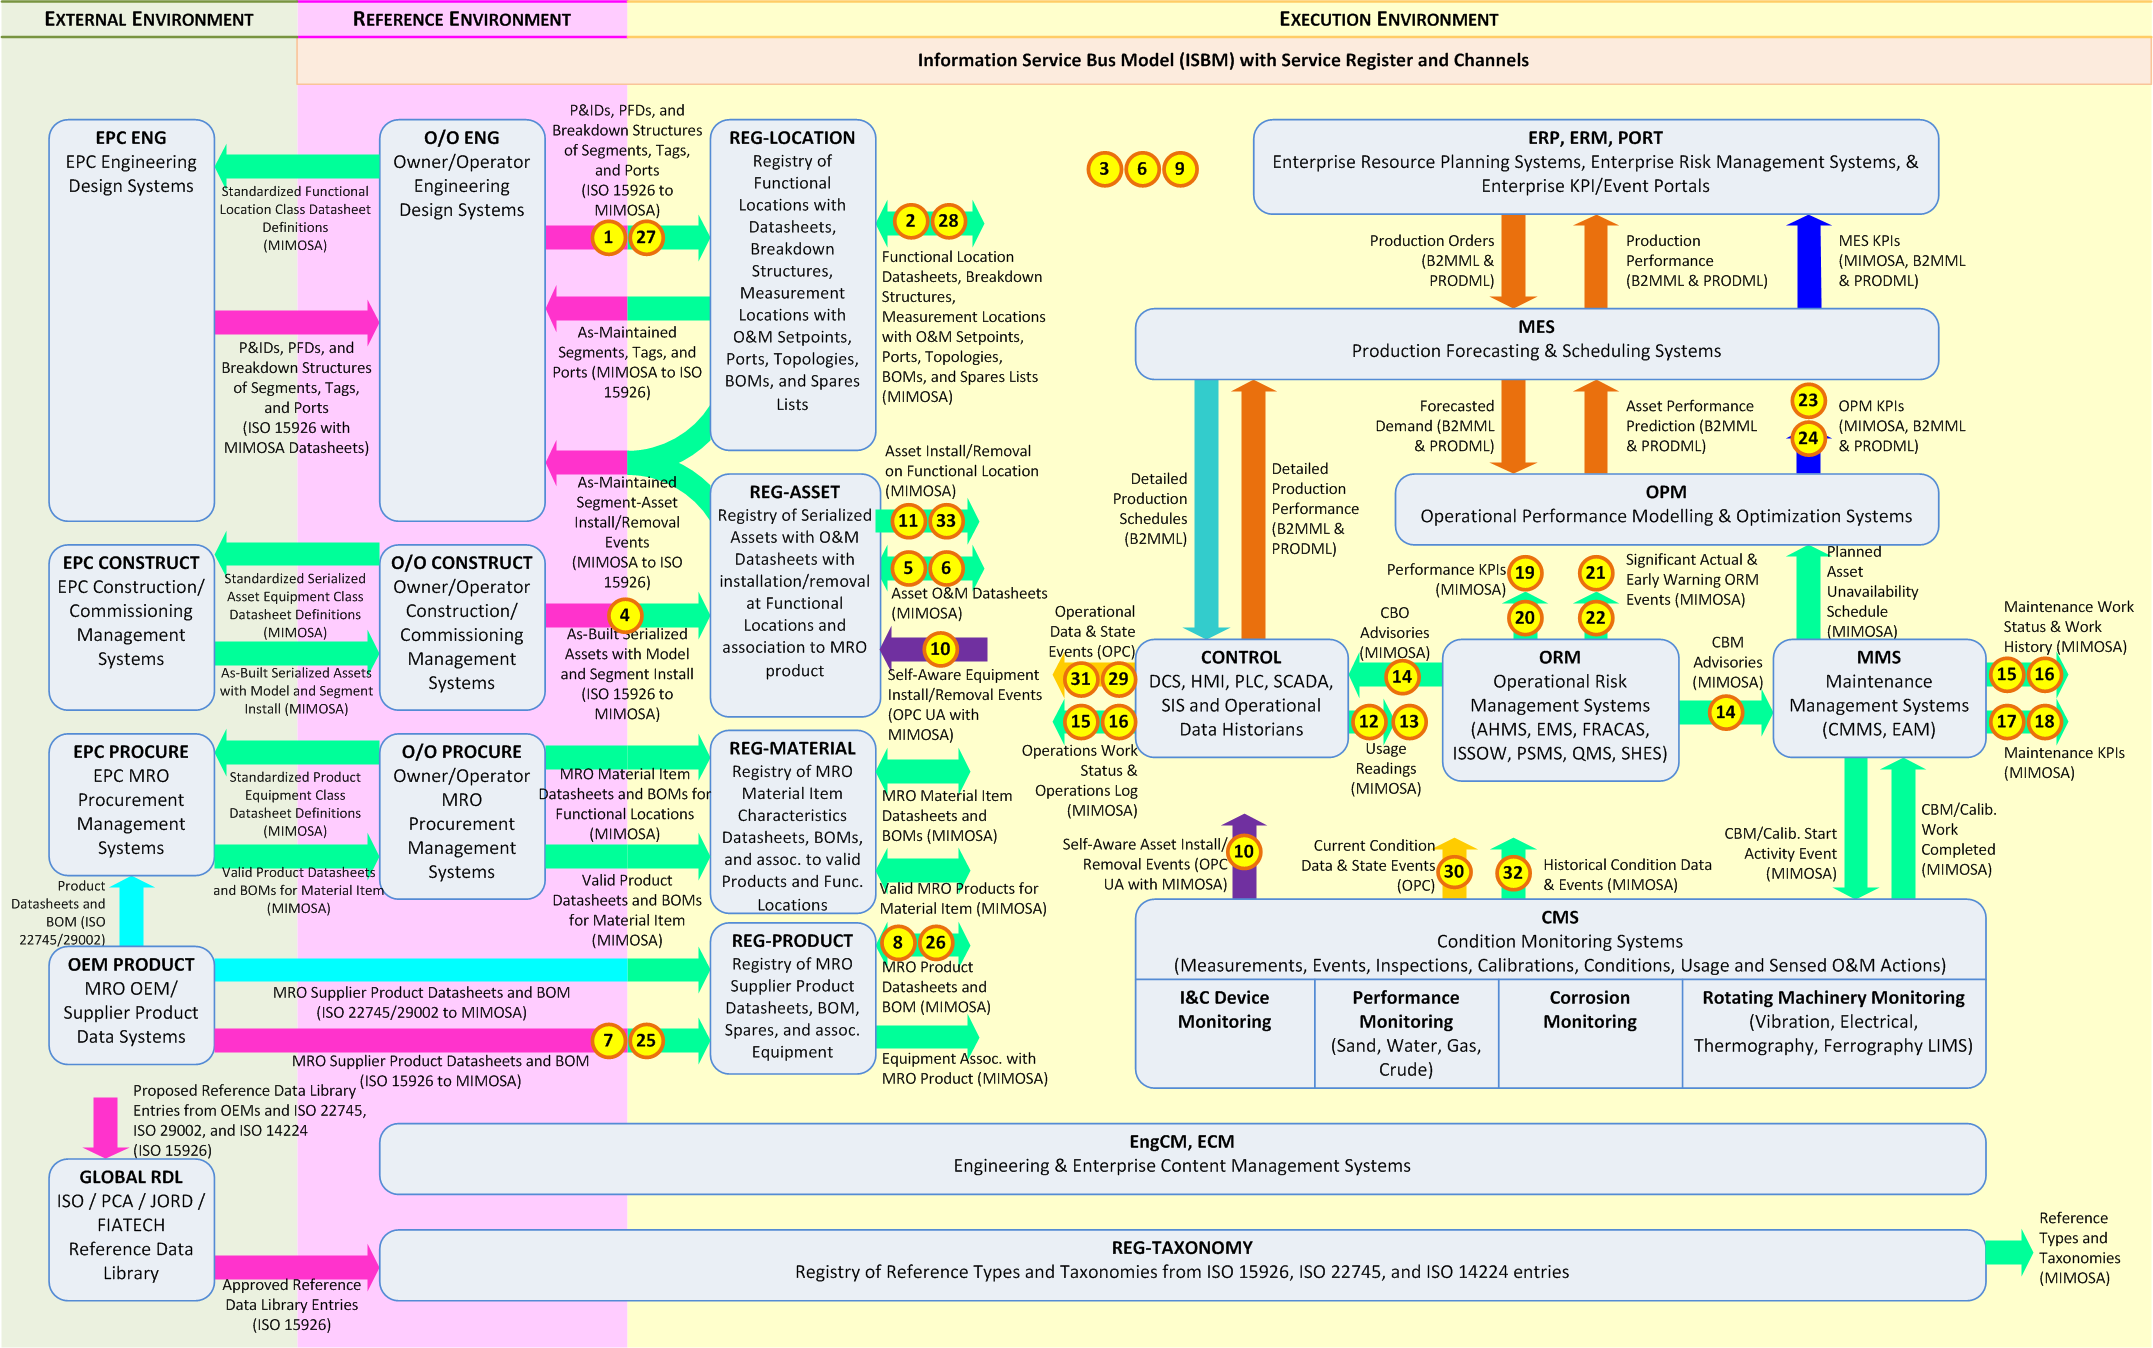 EXTERNAL ENVIRONMENT
REFERENCE ENVIRONMENT
EXECUTION ENVIRONMENT
Information Service Bus Model (ISBM) with Service Register and Channels
EPC ENG
EPC Engineering
Design Systems
Standardized Functional
Location Class Datasheet
Definitions
(MIMOSA)
P&IDs, PFDs, and
Breakdown Structures
of Segments, Tags,
and Ports
(ISO 15926 with
MIMOSA Datasheets)
O/O ENG
Owner/Operator
Engineering
Design Systems
P&IDs, PFDs, and
Breakdown Structures
of Segments, Tags,
and Ports
(ISO 15926 to
MIMOSA)
1
27
As-Maintained
Segments, Tags, and
Ports (MIMOSA to ISO
15926)
As-Maintained
Segment-Asset
Install/Removal
Events
(MIMOSA to ISO
15926)
REG-LOCATION
Registry of
Functional
Locations with
Datasheets,
Breakdown
Structures,
Measurement
Locations with
O&M Setpoints,
Ports, Topologies,
BOMs, and Spares
Lists
2
28
Functional Location
Datasheets, Breakdown
Structures,
Measurement Locations
with O&M Setpoints,
Ports, Topologies,
BOMs, and Spares Lists
(MIMOSA)
3
6
9
ERP, ERM, PORT
Enterprise Resource Planning Systems, Enterprise Risk Management Systems, &
Enterprise KPI/Event Portals
Production Orders
(B2MML &
PRODML)
Production
Performance
(B2MML & PRODML)
MES KPIs
(MIMOSA, B2MML
& PRODML)
MES
Production Forecasting & Scheduling Systems
Forecasted
Demand (B2MML
& PRODML)
Asset Performance
Prediction (B2MML
& PRODML)
23
24
OPM KPIs
(MIMOSA, B2MML
& PRODML)
Detailed
Production
Schedules
(B2MML)
Detailed
Production
Performance
(B2MML &
PRODML)
OPM
Operational Performance Modelling & Optimization Systems
EPC CONSTRUCT
EPC Construction/
Commissioning
Management
Systems
Standardized Serialized
Asset Equipment Class
Datasheet Definitions
(MIMOSA)
As-Built Serialized Assets
with Model and Segment
Install (MIMOSA)
O/O CONSTRUCT
Owner/Operator
Construction/
Commissioning
Management
Systems
4
As-Built Serialized
Assets with Model
and Segment Install
(ISO 15926 to
MIMOSA)
REG-ASSET
Registry of Serialized
Assets with O&M
Datasheets with
installation/removal
at Functional
Locations and
association to MRO
product
Asset Install/Removal
on Functional Location
(MIMOSA)
11
33
5
6
Asset O&M Datasheets
(MIMOSA)
10
Self-Aware Equipment
Install/Removal Events
(OPC UA with
MIMOSA)
Operational
Data & State
Events (OPC)
31
29
15
16
Operations Work
Status &
Operations Log
(MIMOSA)
CONTROL
DCS, HMI, PLC, SCADA,
SIS and Operational
Data Historians
CBO
Advisories
(MIMOSA)
14
12
13
Usage
Readings
(MIMOSA)
Performance KPIs
(MIMOSA)
19
20
21
22
Significant Actual &
Early Warning ORM
Events (MIMOSA)
ORM
Operational Risk
Management Systems
(AHMS, EMS, FRACAS,
ISSOW, PSMS, QMS, SHES)
CBM
Advisories
(MIMOSA)
14
Planned
Asset
Unavailability
Schedule
(MIMOSA)
MMS
Maintenance
Management Systems
(CMMS, EAM)
Maintenance Work
Status & Work
History (MIMOSA)
15
16
17
18
Maintenance KPIs
(MIMOSA)
CBM/Calib. Start
Activity Event
(MIMOSA)
CBM/Calib.
Work
Completed
(MIMOSA)
EPC PROCURE
EPC MRO
Procurement
Management
Systems
Standardized Product
Equipment Class
Datasheet Definitions
(MIMOSA)
Valid Product Datasheets
and BOMs for Material Item
(MIMOSA)
O/O PROCURE
Owner/Operator
MRO
Procurement
Management
Systems
MRO Material Item
Datasheets and BOMs for
Functional Locations
(MIMOSA)
Valid Product
Datasheets and BOMs
for Material Item
(MIMOSA)
REG-MATERIAL
Registry of MRO
Material Item
Characteristics
Datasheets, BOMs,
and assoc. to valid
Products and Func.
Locations
MRO Material Item
Datasheets and
BOMs (MIMOSA)
Valid MRO Products for
Material Item (MIMOSA)
Self-Aware Asset Install/
Removal Events (OPC
UA with MIMOSA)
10
Current Condition
Data & State Events
(OPC)
30
32
Historical Condition Data
& Events (MIMOSA)
Product
Datasheets and
BOM (ISO
22745/29002)
OEM PRODUCT
MRO OEM/
Supplier Product
Data Systems
MRO Supplier Product Datasheets and BOM
(ISO 22745/29002 to MIMOSA)
7
25
MRO Supplier Product Datasheets and BOM
(ISO 15926 to MIMOSA)
REG-PRODUCT
Registry of MRO
Supplier Product
Datasheets, BOM,
Spares, and assoc.
Equipment
8
26
MRO Product
Datasheets and
BOM (MIMOSA)
Equipment Assoc. with
MRO Product (MIMOSA)
CMS
Condition Monitoring Systems
(Measurements, Events, Inspections, Calibrations, Conditions, Usage and Sensed O&M Actions)
I&C Device
Monitoring
Performance
Monitoring
(Sand, Water, Gas,
Crude)
Corrosion
Monitoring
Rotating Machinery Monitoring
(Vibration, Electrical,
Thermography, Ferrography LIMS)
Proposed Reference Data Library
Entries from OEMs and ISO 22745,
ISO 29002, and ISO 14224
(ISO 15926)
GLOBAL RDL
ISO / PCA / JORD /
FIATECH
Reference Data
Library
Approved Reference
Data Library Entries
(ISO 15926)
EngCM, ECM
Engineering & Enterprise Content Management Systems
REG-TAXONOMY
Registry of Reference Types and Taxonomies from ISO 15926, ISO 22745, and ISO 14224 entries
Reference
Types and
Taxonomies
(MIMOSA)